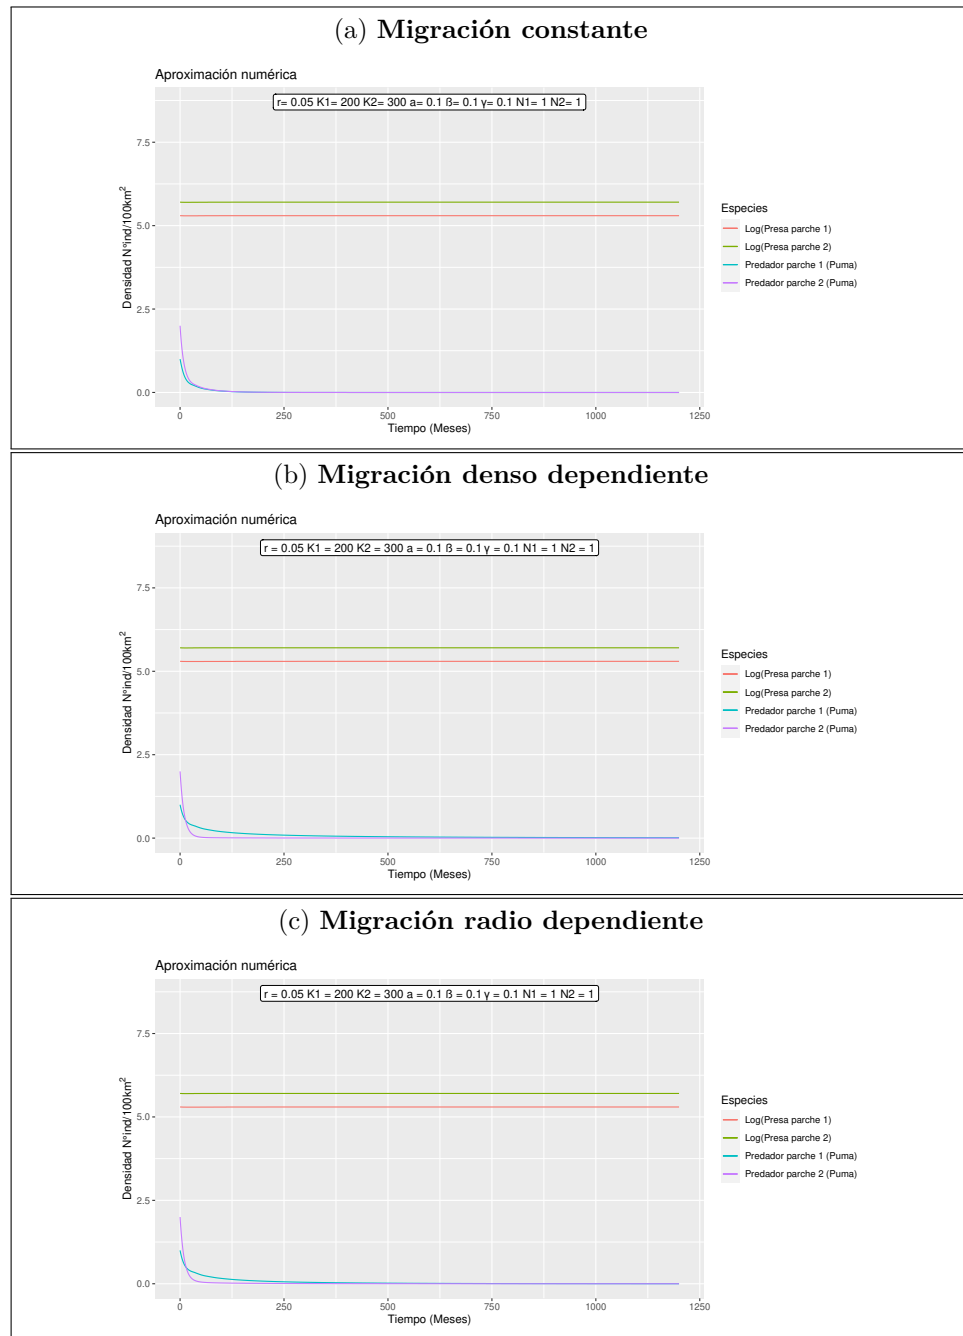 (a) Migración constante
Aproximación numérica
r= 0.05 K1= 200 K2= 300 a= 0.1 ß= 0.1 γ= 0.1 N1= 1 N2= 1
Densidad N°ind/100km²
7.5
5.0
2.5
0.0
0 250 500 750 1000 1250
Tiempo (Meses)
Especies
Log(Presa parche 1)
Log(Presa parche 2)
Predador parche 1 (Puma)
Predador parche 2 (Puma)
(b) Migración denso dependiente
Aproximación numérica
r = 0.05 K1 = 200 K2 = 300 a = 0.1 ß = 0.1 γ = 0.1 N1 = 1 N2 = 1
Densidad N°ind/100km²
7.5
5.0
2.5
0.0
0 250 500 750 1000 1250
Tiempo (Meses)
Especies
Log(Presa parche 1)
Log(Presa parche 2)
Predador parche 1 (Puma)
Predador parche 2 (Puma)
(c) Migración radio dependiente
Aproximación numérica
r = 0.05 K1 = 200 K2 = 300 a = 0.1 ß = 0.1 γ = 0.1 N1 = 1 N2 = 1
Densidad N°ind/100km²
7.5
5.0
2.5
0.0
0 250 500 750 1000 1250
Tiempo (Meses)
Especies
Log(Presa parche 1)
Log(Presa parche 2)
Predador parche 1 (Puma)
Predador parche 2 (Puma)